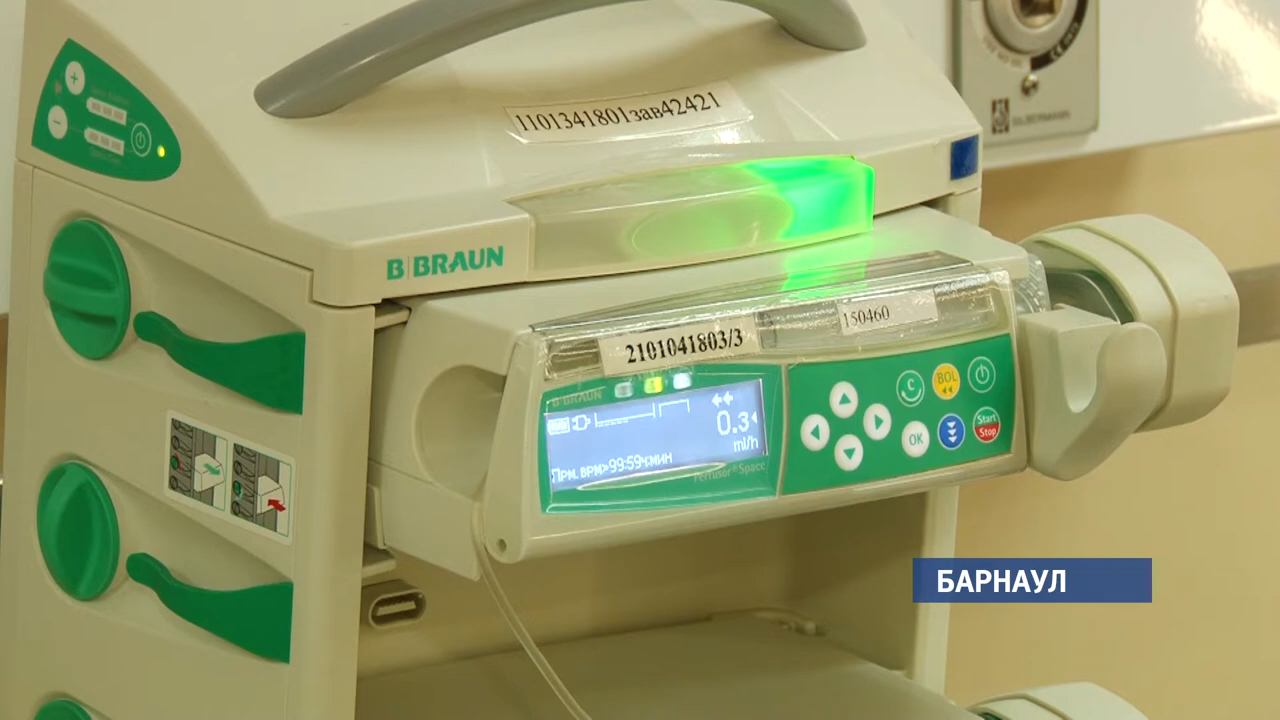 1101341801зав42421
B|BRAUN
2101041803/3
150460
B|BRAUN
0.3
ml/h
Прм.врм>99:59ч:мин
Perfusor® Space
C
BOL
OK
Start
Stop
SILBERMANN
БАРНАУЛ